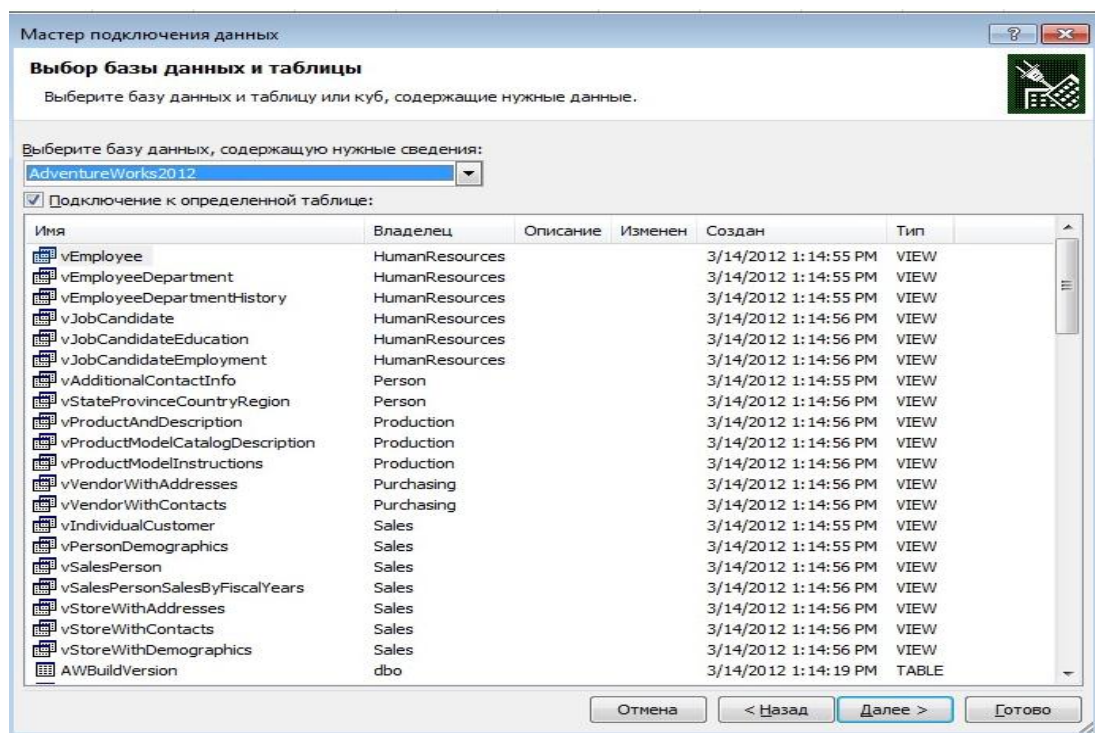 Мастер подключения данных
Выбор базы данных и таблицы
Выберите базу данных и таблицу или куб, содержащие нужные данные.
Выберите базу данных, содержащую нужные сведения:
AdventureWorks2012
Подключение к определенной таблице:
Имя Владелец Описание Изменен Создан Тип
vEmployee HumanResources 3/14/2012 1:14:55 PM VIEW
vEmployeeDepartment HumanResources 3/14/2012 1:14:55 PM VIEW
vEmployeeDepartmentHistory HumanResources 3/14/2012 1:14:55 PM VIEW
vJobCandidate HumanResources 3/14/2012 1:14:56 PM VIEW
vJobCandidateEducation HumanResources 3/14/2012 1:14:56 PM VIEW
vJobCandidateEmployment HumanResources 3/14/2012 1:14:56 PM VIEW
vAdditionalContactInfo Person 3/14/2012 1:14:55 PM VIEW
vStateProvinceCountryRegion Person 3/14/2012 1:14:56 PM VIEW
vProductAndDescription Production 3/14/2012 1:14:56 PM VIEW
vProductModelCatalogDescription Production 3/14/2012 1:14:56 PM VIEW
vProductModelInstructions Production 3/14/2012 1:14:56 PM VIEW
vVendorWithAddresses Purchasing 3/14/2012 1:14:56 PM VIEW
vVendorWithContacts Purchasing 3/14/2012 1:14:56 PM VIEW
vIndividualCustomer Sales 3/14/2012 1:14:55 PM VIEW
vPersonDemographics Sales 3/14/2012 1:14:55 PM VIEW
vSalesPerson Sales 3/14/2012 1:14:56 PM VIEW
vSalesPersonSalesByFiscalYears Sales 3/14/2012 1:14:56 PM VIEW
vStoreWithAddresses Sales 3/14/2012 1:14:56 PM VIEW
vStoreWithContacts Sales 3/14/2012 1:14:56 PM VIEW
vStoreWithDemographics Sales 3/14/2012 1:14:56 PM VIEW
AWBuildVersion dbo 3/14/2012 1:14:19 PM TABLE
Отмена < Назад Далее > Готово